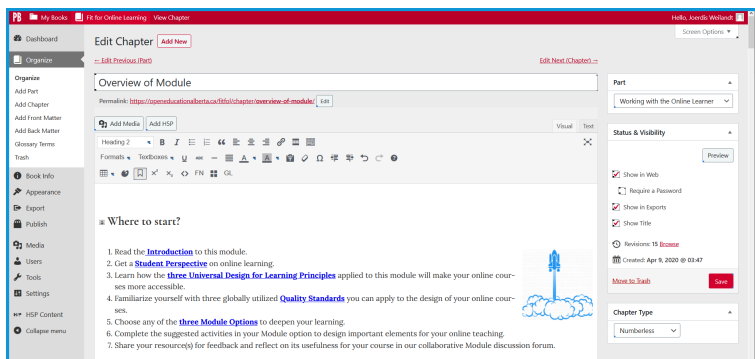 PB My Books Fit for Online Learning View Chapter Hello, Joerdis Weilandt
Screen Options ▼
Dashboard
Organize
Organize
Add Part
Add Chapter
Add Front Matter
Add Back Matter
Glossary Terms
Trash
Book Info
Appearance
Export
Publish
Media
Users
Tools
Settings
H5P Content
Collapse menu
Edit Chapter Add New
← Edit Previous (Part) Edit Next (Chapter) →
Overview of Module
Permalink: https://openeducationalberta.ca/fitfol/chapter/overview-of-module/ Edit
Add Media Add H5P Visual Text
Heading 2 B I
Formats Textboxes U ABC A A Ω
x² x₂ <> FN GL
Where to start?
1. Read the Introduction to this module.
2. Get a Student Perspective on online learning.
3. Learn how the three Universal Design for Learning Principles applied to this module will make your online cour-
ses more accessible.
4. Familiarize yourself with three globally utilized Quality Standards you can apply to the design of your online cour-
ses.
5. Choose any of the three Module Options to deepen your learning.
6. Complete the suggested activities in your Module option to design important elements for your online teaching.
7. Share your resource(s) for feedback and reflect on its usefulness for your course in our collaborative Module discussion forum.
Part
Working with the Online Learner
Status & Visibility
Preview
Show in Web
Require a Password
Show in Exports
Show Title
Revisions: 15 Browse
Created: Apr 9, 2020 @ 03:47
Move to Trash Save
Chapter Type
Numberless